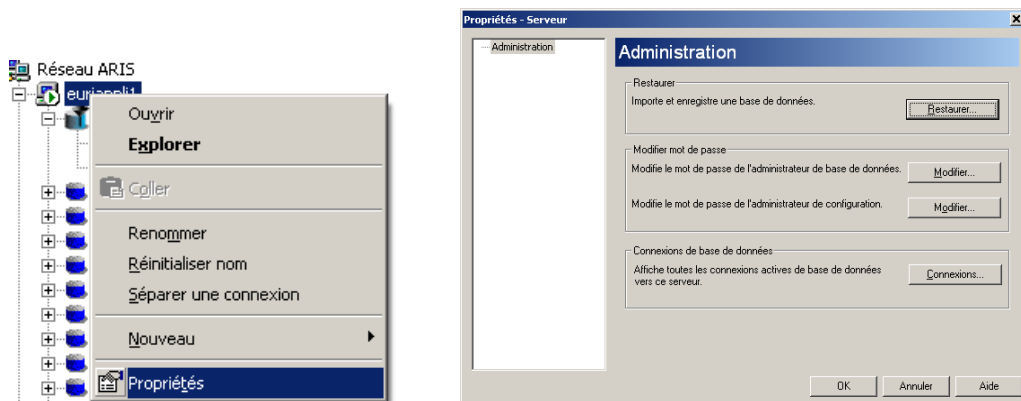 Réseau ARIS
euriappli1
Ouvrir
Explorer
Coller
Renommer
Réinitialiser nom
Séparer une connexion
Nouveau
Propriétés
Propriétés - Serveur
Administration
Administration
Restaurer
Importe et enregistre une base de données.
Restaurer...
Modifier mot de passe
Modifie le mot de passe de l'administrateur de base de données.
Modifier...
Modifie le mot de passe de l'administrateur de configuration.
Modifier...
Connexions de base de données
Affiche toutes les connexions actives de base de données
vers ce serveur.
Connexions...
OK
Annuler
Aide